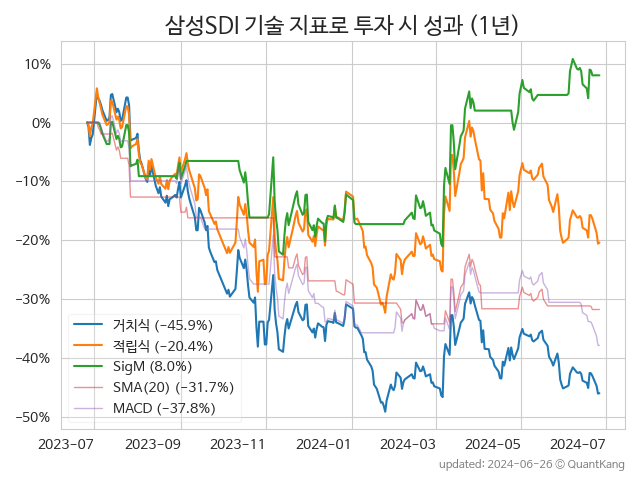 삼성SDI 기술 지표로 투자 시 성과 (1년)
10%
0%
−10%
−20%
−30%
−40%
−50%
거치식 (−45.9%)
적립식 (−20.4%)
SigM (8.0%)
SMA(20) (−31.7%)
MACD (−37.8%)
2023-07 2023-09 2023-11 2024-01 2024-03 2024-05 2024-07
updated: 2024-06-26 ⓒ QuantKang